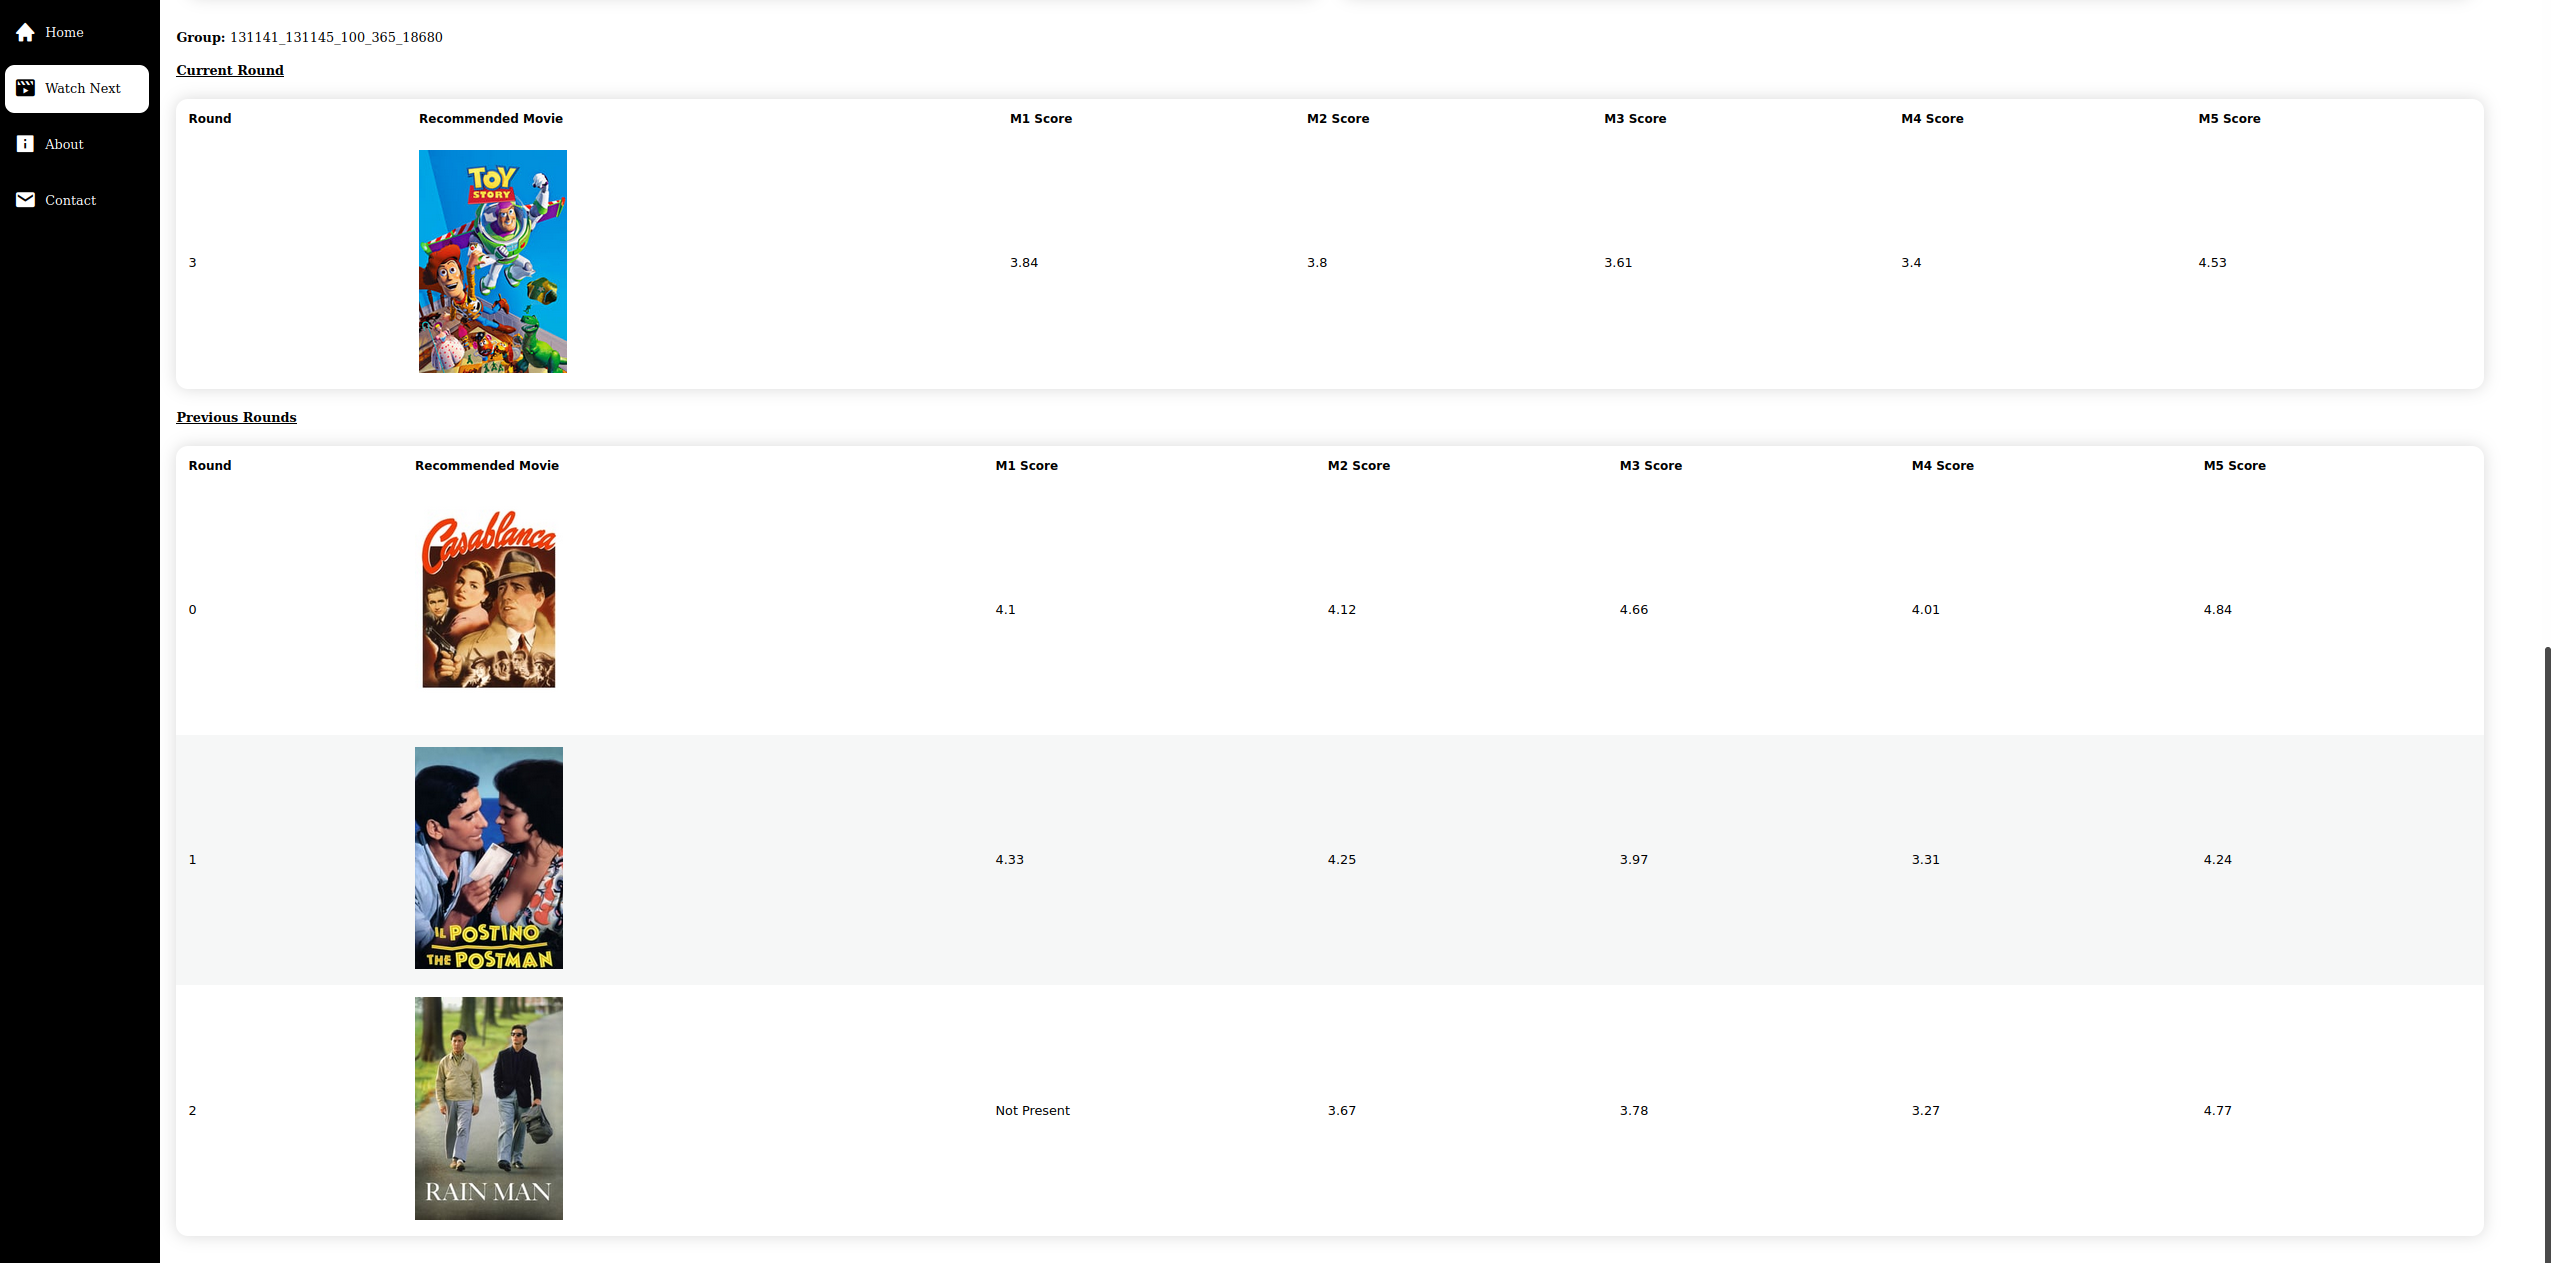 Home
Watch Next
About
Contact
Group: 131141_131145_100_365_18680
Current Round
Round Recommended Movie M1 Score M2 Score M3 Score M4 Score M5 Score
TOY
STORY
3 3.84 3.8 3.61 3.4 4.53
Previous Rounds
Round Recommended Movie M1 Score M2 Score M3 Score M4 Score M5 Score
Casablanca
0 4.1 4.12 4.66 4.01 4.84
1 4.33 4.25 3.97 3.31 4.24
IL POSTINO
THE POSTMAN
2 Not Present 3.67 3.78 3.27 4.77
RAIN MAN